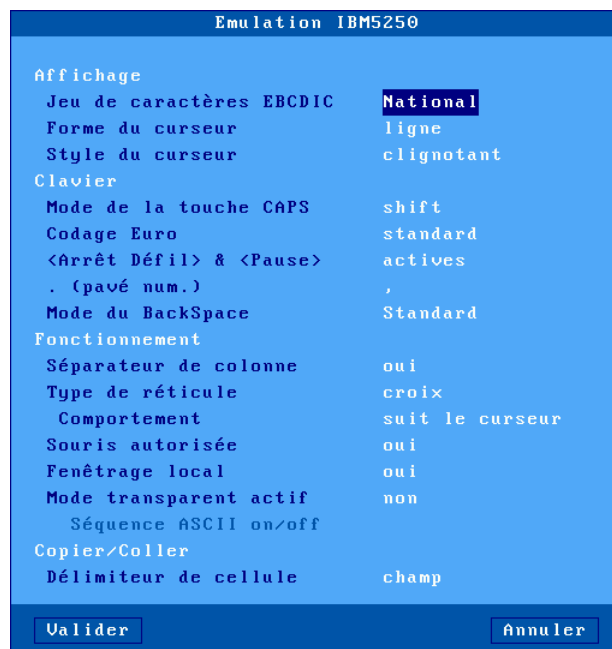 Emulation IBM5250
Affichage
Jeu de caractères EBCDIC National
Forme du curseur ligne
Style du curseur clignotant
Clavier
Mode de la touche CAPS shift
Codage Euro standard
<Arrêt Défil> & <Pause> actives
. (pavé num.) ,
Mode du BackSpace Standard
Fonctionnement
Séparateur de colonne oui
Type de réticule croix
Comportement suit le curseur
Souris autorisée oui
Fenêtrage local oui
Mode transparent actif non
Séquence ASCII on/off
Copier/Coller
Délimiteur de cellule champ
Valider Annuler